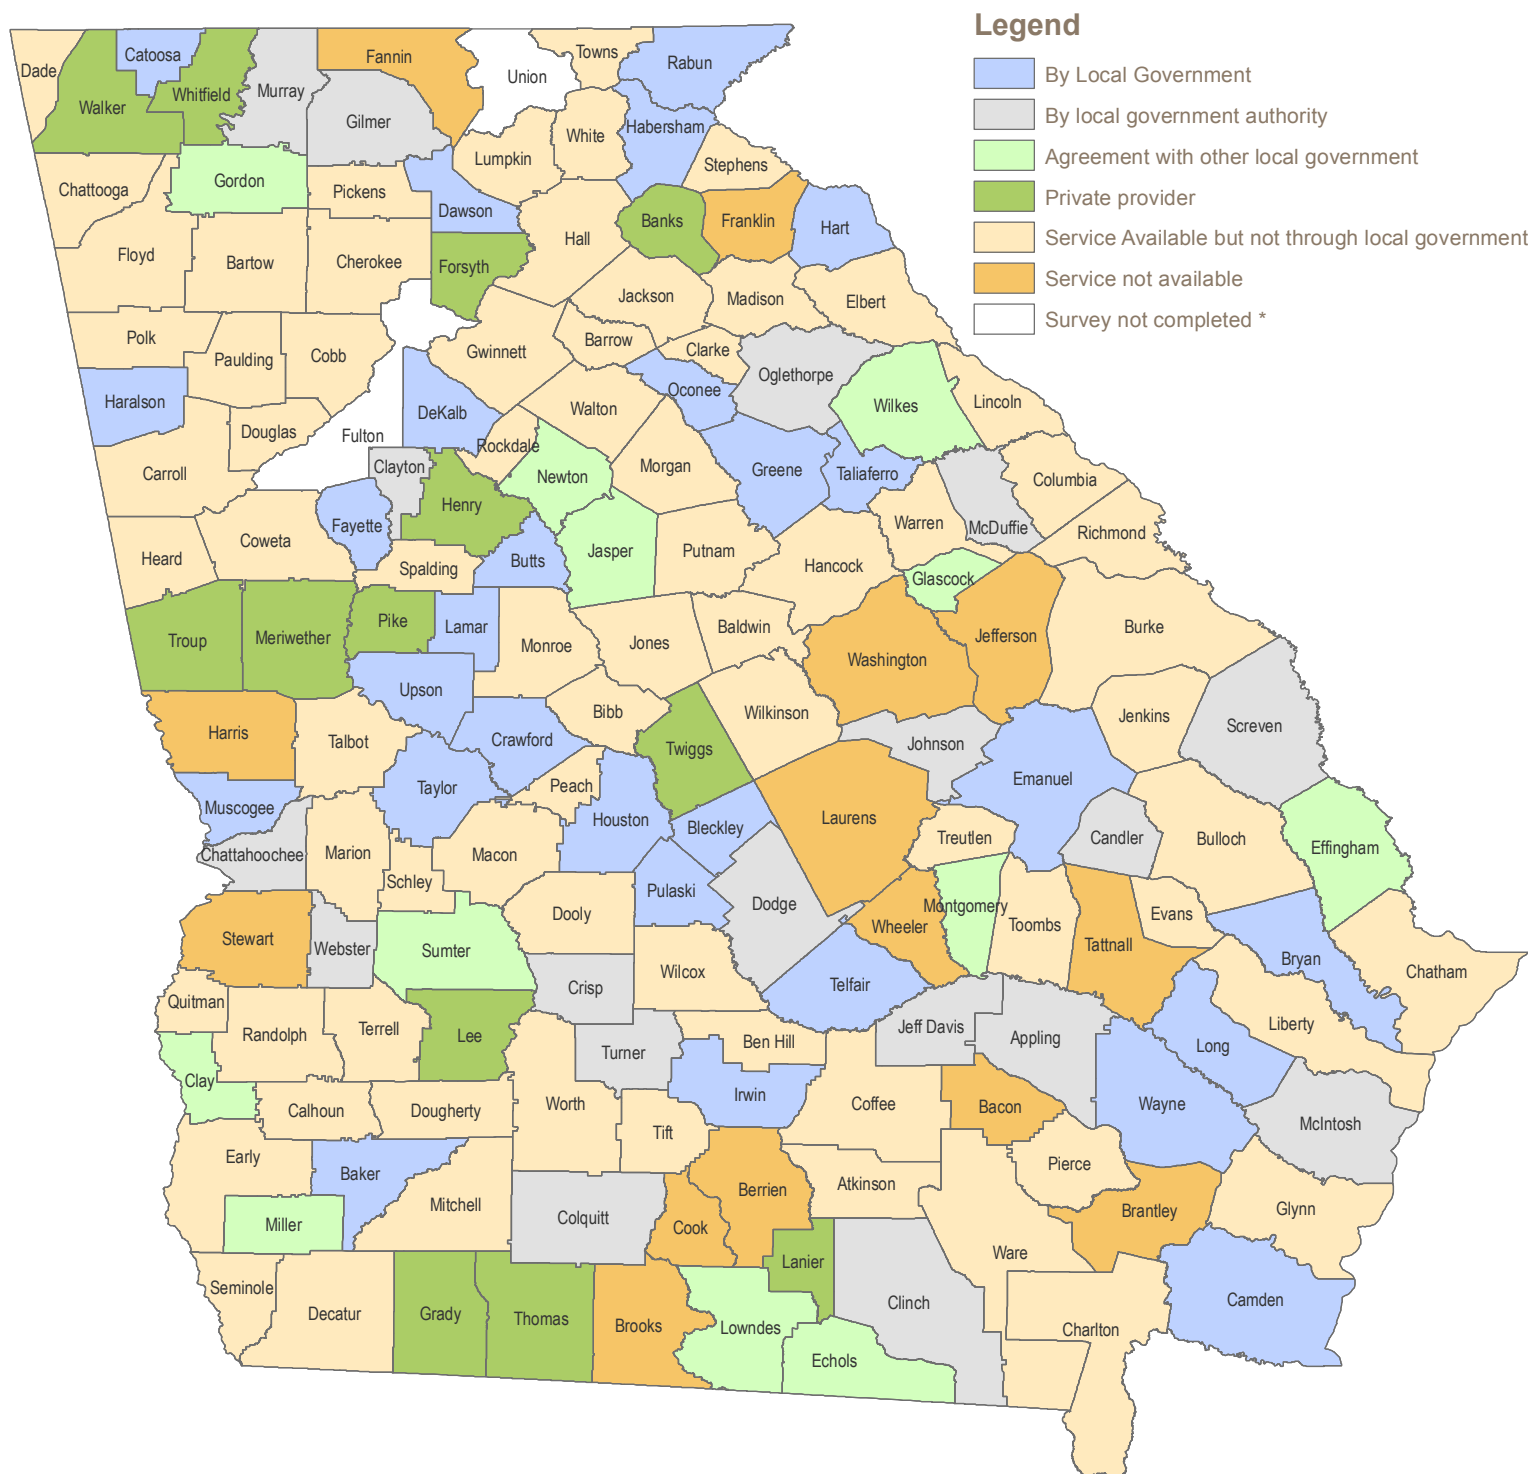 Legend
By Local Government
By local government authority
Agreement with other local government
Private provider
Service Available but not through local government
Service not available
Survey not completed *
Dade
Walker
Catoosa
Whitfield
Murray
Fannin
Gilmer
Union
Towns
Rabun
White
Habersham
Lumpkin
Stephens
Chattooga
Gordon
Pickens
Dawson
Banks
Franklin
Hart
Floyd
Bartow
Cherokee
Forsyth
Hall
Jackson
Madison
Elbert
Polk
Paulding
Cobb
Gwinnett
Barrow
Clarke
Oglethorpe
Oconee
Wilkes
Lincoln
Haralson
Douglas
Fulton
DeKalb
Rockdale
Walton
Morgan
Greene
Taliaferro
Carroll
Clayton
Henry
Newton
Columbia
McDuffie
Warren
Richmond
Heard
Coweta
Fayette
Spalding
Butts
Jasper
Putnam
Hancock
Glascock
Troup
Meriwether
Pike
Lamar
Monroe
Jones
Baldwin
Washington
Jefferson
Burke
Upson
Harris
Talbot
Crawford
Bibb
Twiggs
Wilkinson
Johnson
Jenkins
Screven
Emanuel
Muscogee
Taylor
Peach
Houston
Bleckley
Laurens
Treutlen
Candler
Bulloch
Effingham
Chattahoochee
Marion
Schley
Macon
Pulaski
Dodge
Dooly
Stewart
Webster
Sumter
Wilcox
Wheeler
Montgomery
Toombs
Tattnall
Evans
Bryan
Chatham
Quitman
Randolph
Terrell
Lee
Crisp
Telfair
Jeff Davis
Appling
Long
Liberty
Clay
Turner
Ben Hill
Irwin
Calhoun
Dougherty
Worth
Tift
Coffee
Bacon
Wayne
McIntosh
Early
Baker
Mitchell
Pierce
Berrien
Atkinson
Miller
Colquitt
Cook
Brantley
Glynn
Ware
Lanier
Seminole
Decatur
Grady
Thomas
Brooks
Lowndes
Echols
Clinch
Charlton
Camden